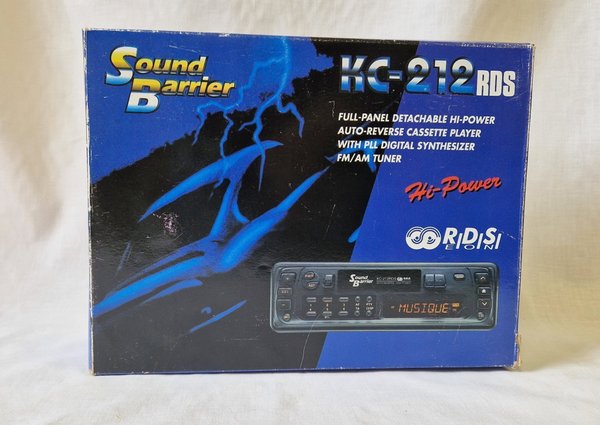 Sound
Barrier
KC-212 RDS
FULL-PANEL DETACHABLE HI-POWER
AUTO-REVERSE CASSETTE PLAYER
WITH PLL DIGITAL SYNTHESIZER
FM/AM TUNER
Hi-Power
RDS
EON
Sound
Barrier
MUSIQUE